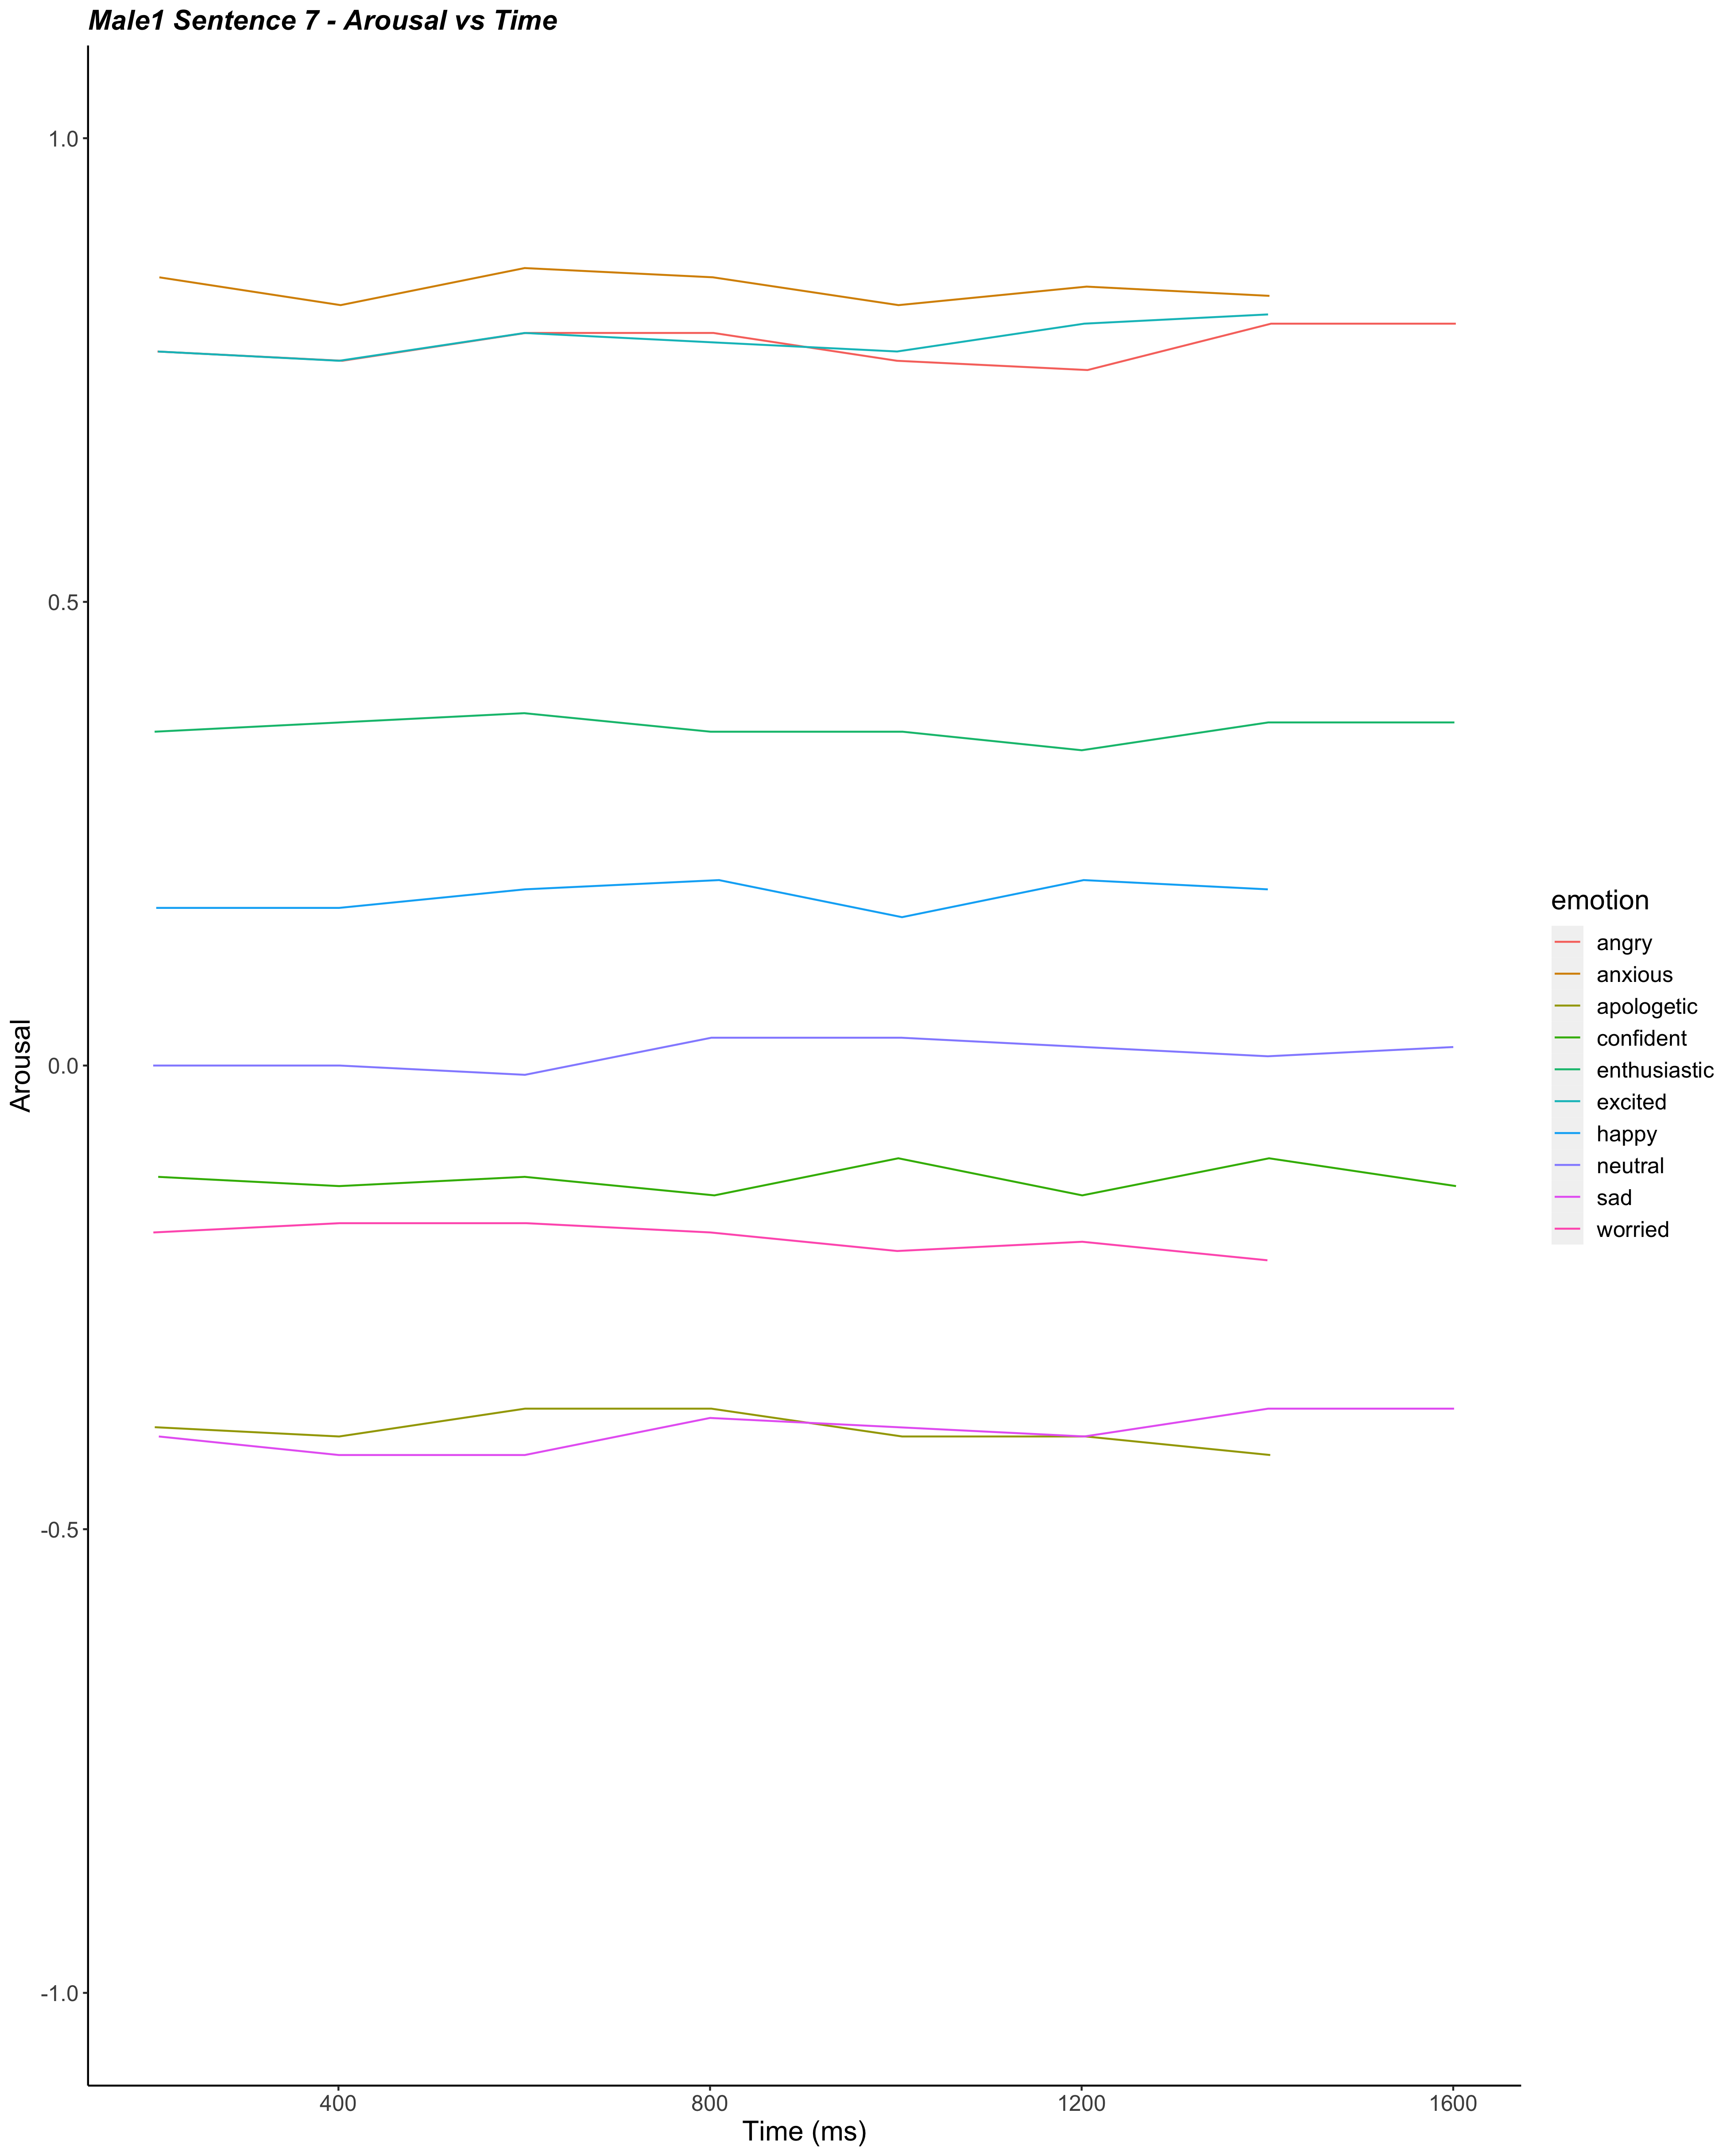 Male1 Sentence 7 - Arousal vs Time
1.0
0.5
0.0
-0.5
-1.0
Arousal
400 800 1200 1600
Time (ms)
emotion
angry
anxious
apologetic
confident
enthusiastic
excited
happy
neutral
sad
worried